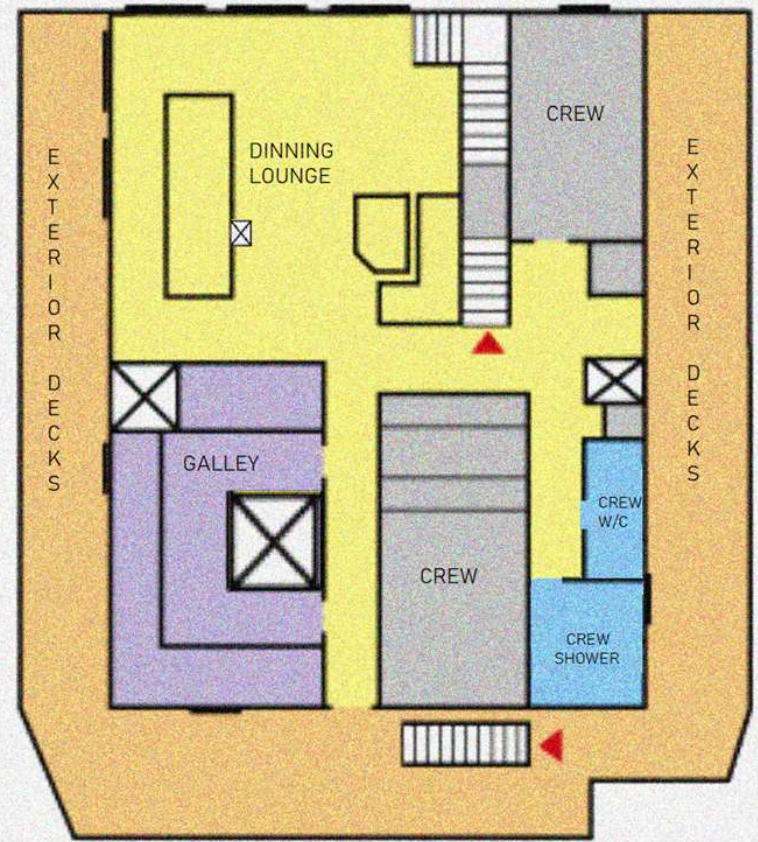 EXTERIOR DECKS
DINNING
LOUNGE
CREW
EXTERIOR DECKS
GALLEY
CREW
W/C
CREW
CREW
SHOWER